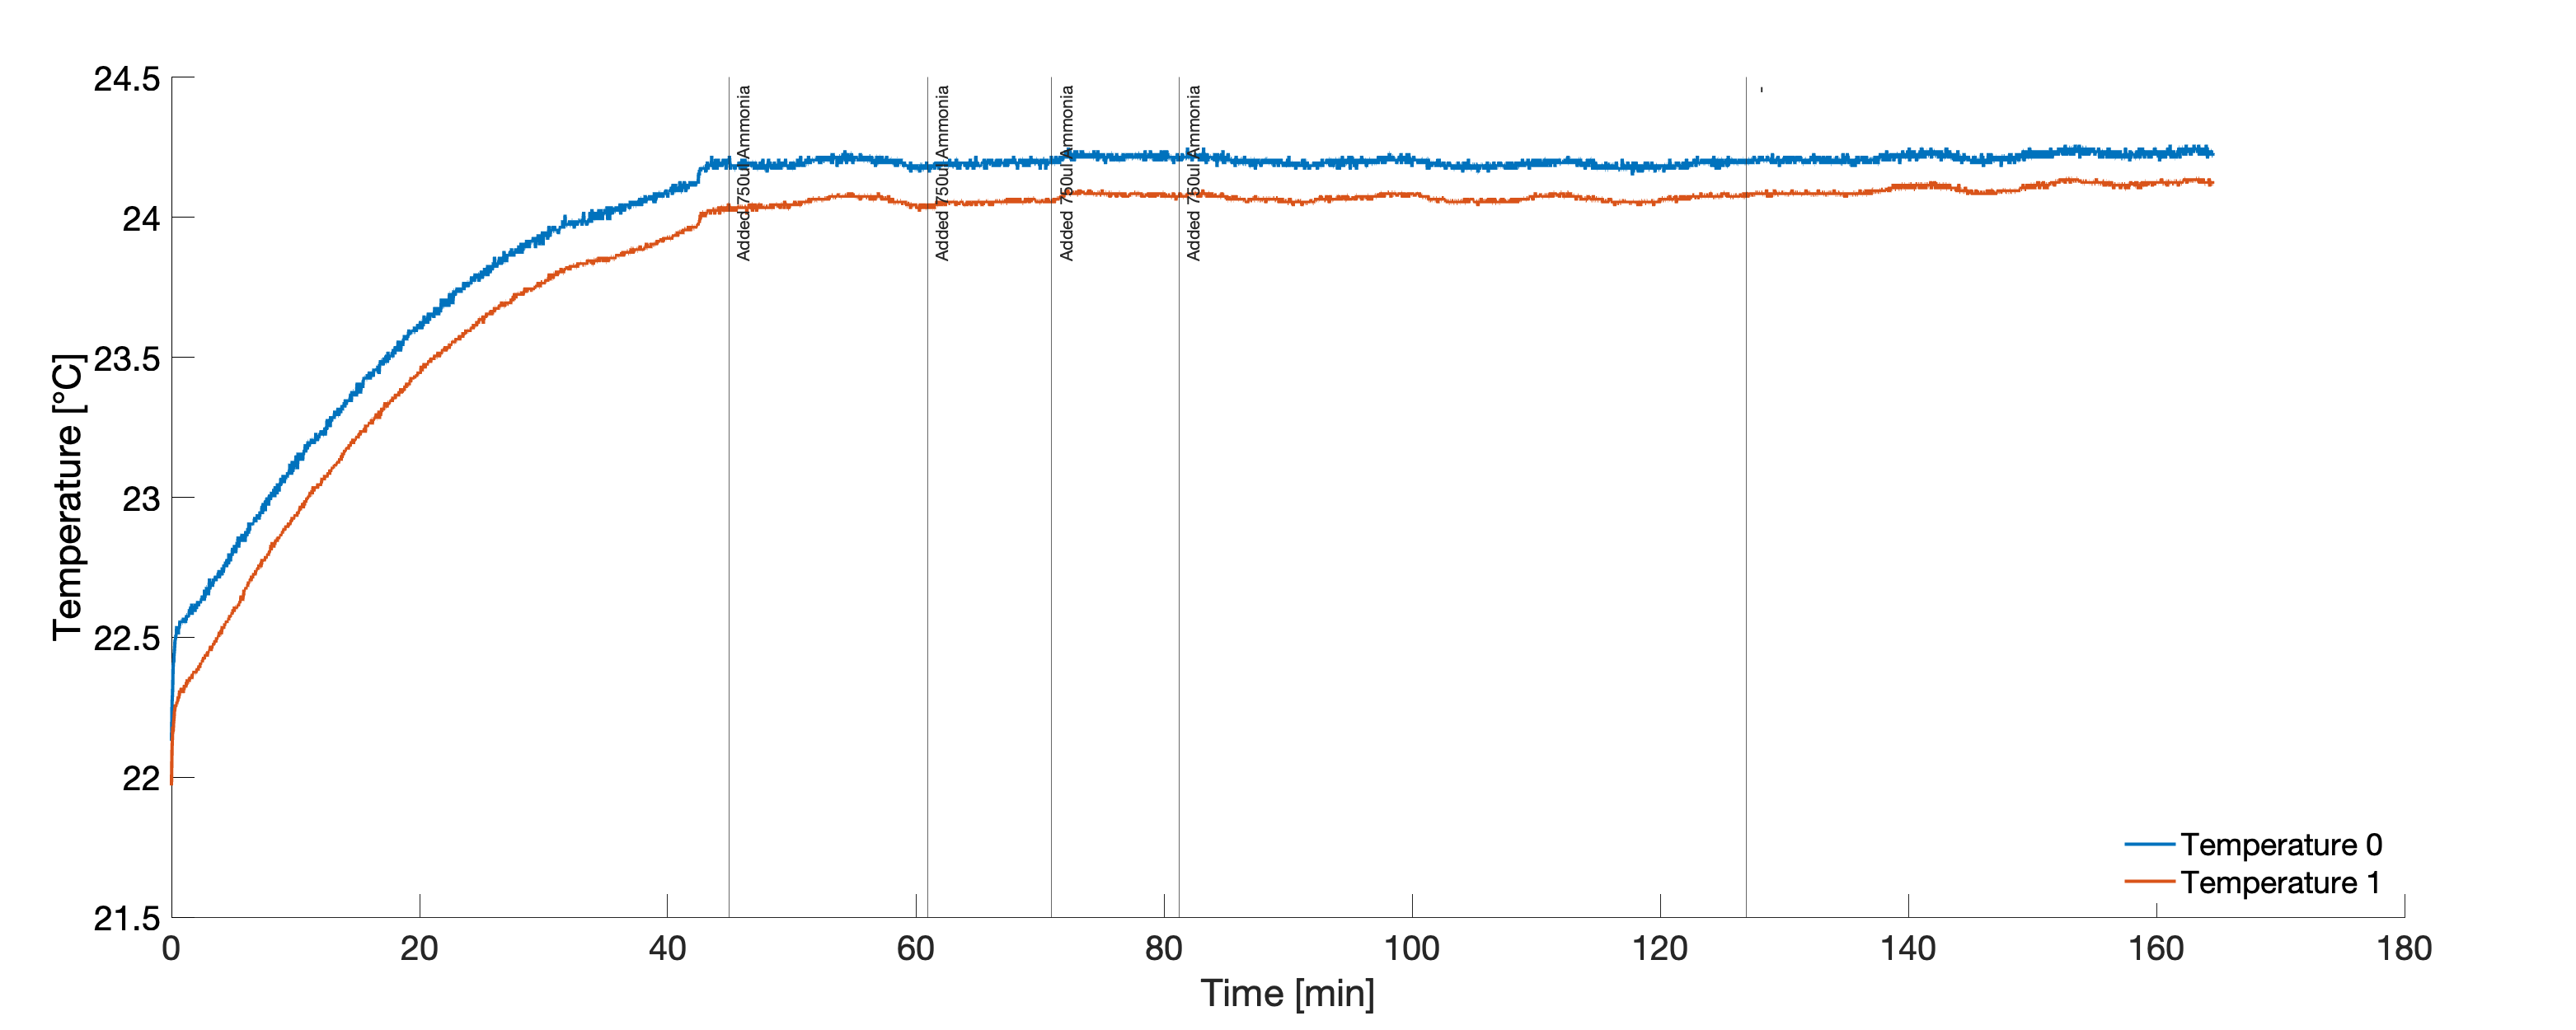 24.5
24
23.5
23
22.5
22
21.5
Temperature [°C]
Added 750ul Ammonia
Added 750ul Ammonia
Added 750ul Ammonia
Added 750ul Ammonia
-
Temperature 0
Temperature 1
0 20 40 60 80 100 120 140 160 180
Time [min]